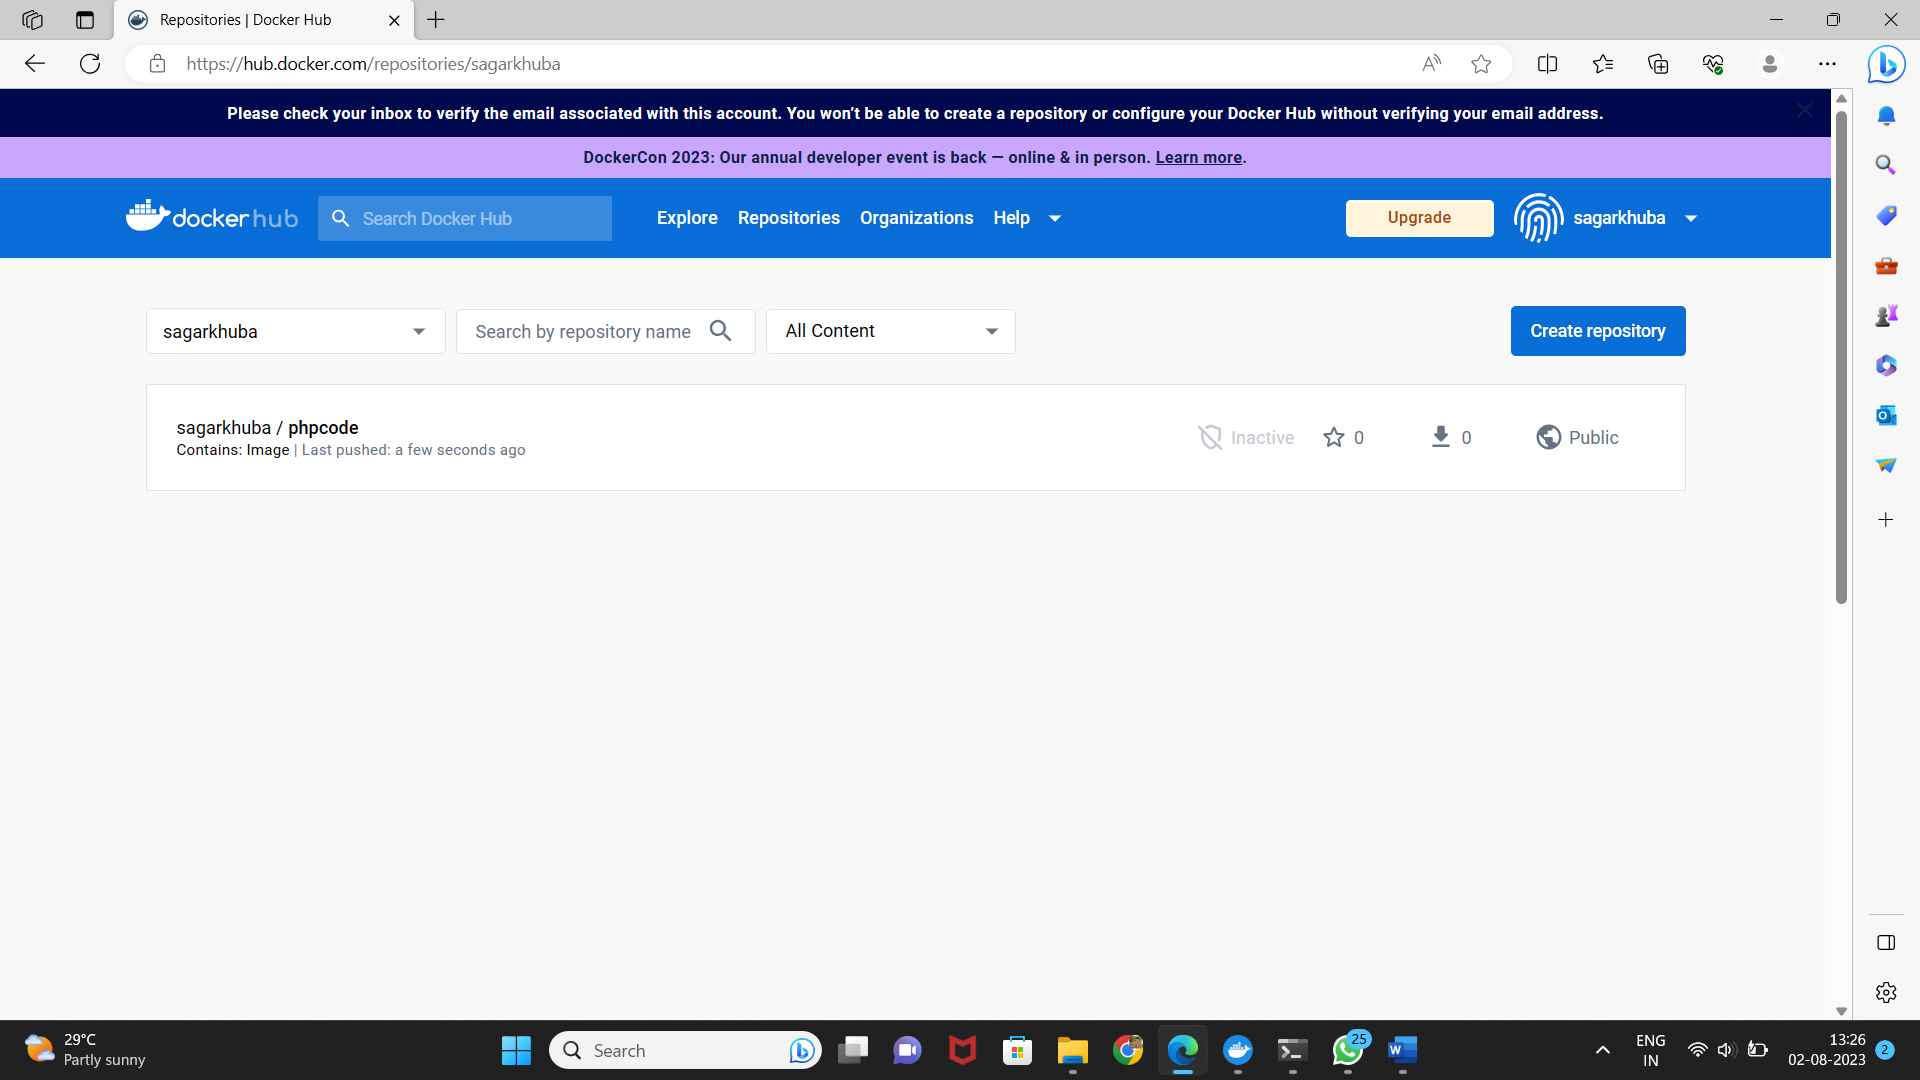 Repositories | Docker Hub
https://hub.docker.com/repositories/sagarkhuba
Please check your inbox to verify the email associated with this account. You won’t be able to create a repository or configure your Docker Hub without verifying your email address.
DockerCon 2023: Our annual developer event is back — online & in person. Learn more.
docker hub
Search Docker Hub
Explore
Repositories
Organizations
Help
Upgrade
sagarkhuba
sagarkhuba
Search by repository name
All Content
Create repository
sagarkhuba / phpcode
Contains: Image | Last pushed: a few seconds ago
Inactive
0
0
Public
29°C
Partly sunny
Search
25
ENG
IN
13:26
02-08-2023
2